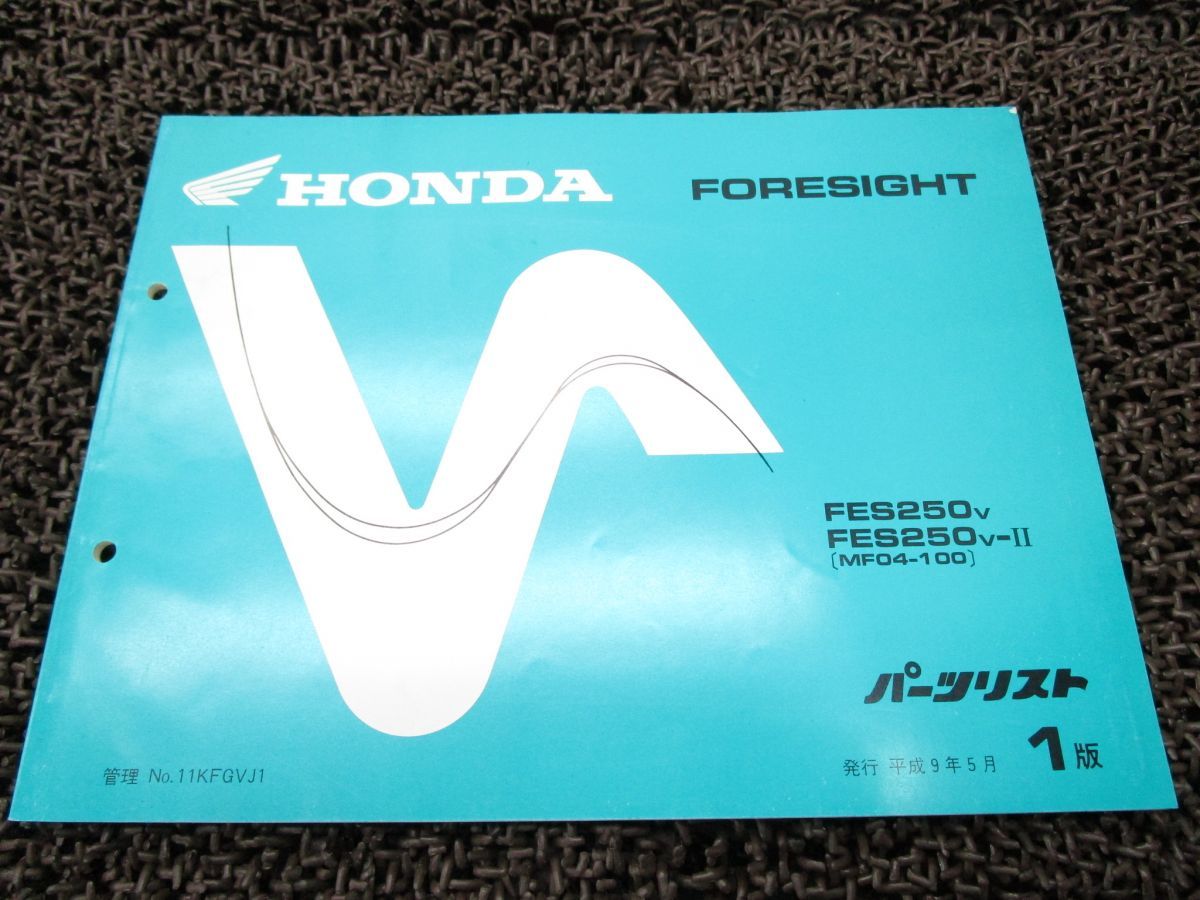 HONDA
FORESIGHT
FES250V
FES250V-II
〔MF04-100〕
パーツリスト
1版
管理 No.11KFGVJ1
発行 平成9年5月